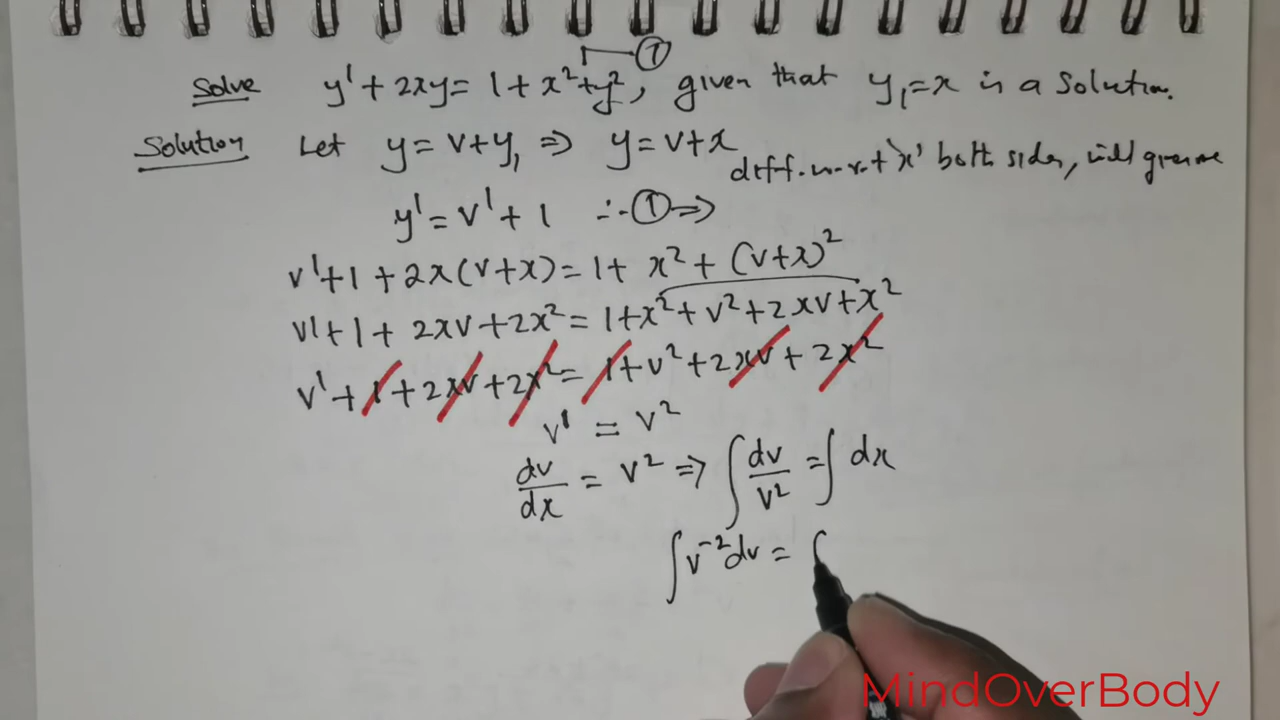 ①
Solve y' + 2xy = 1 + x² + y², given that y₁ = x is a solution.
Solution Let y = v + y₁ ⇒ y = v + x
diff. w.r.t 'x' both sides, will give me
y' = v' + 1 ∴ ① ⇒
v' + 1 + 2x(v + x) = 1 + x² + (v + x)²
v' + 1 + 2xv + 2x² = 1 + x² + v² + 2xv + x²
v' + 1 + 2xv + 2x² = 1 + v² + 2xv + 2x²
v' = v²
dv/dx = v² ⇒ ∫ dv/v² = ∫ dx
∫ v⁻² dv = ∫
MindOverBody